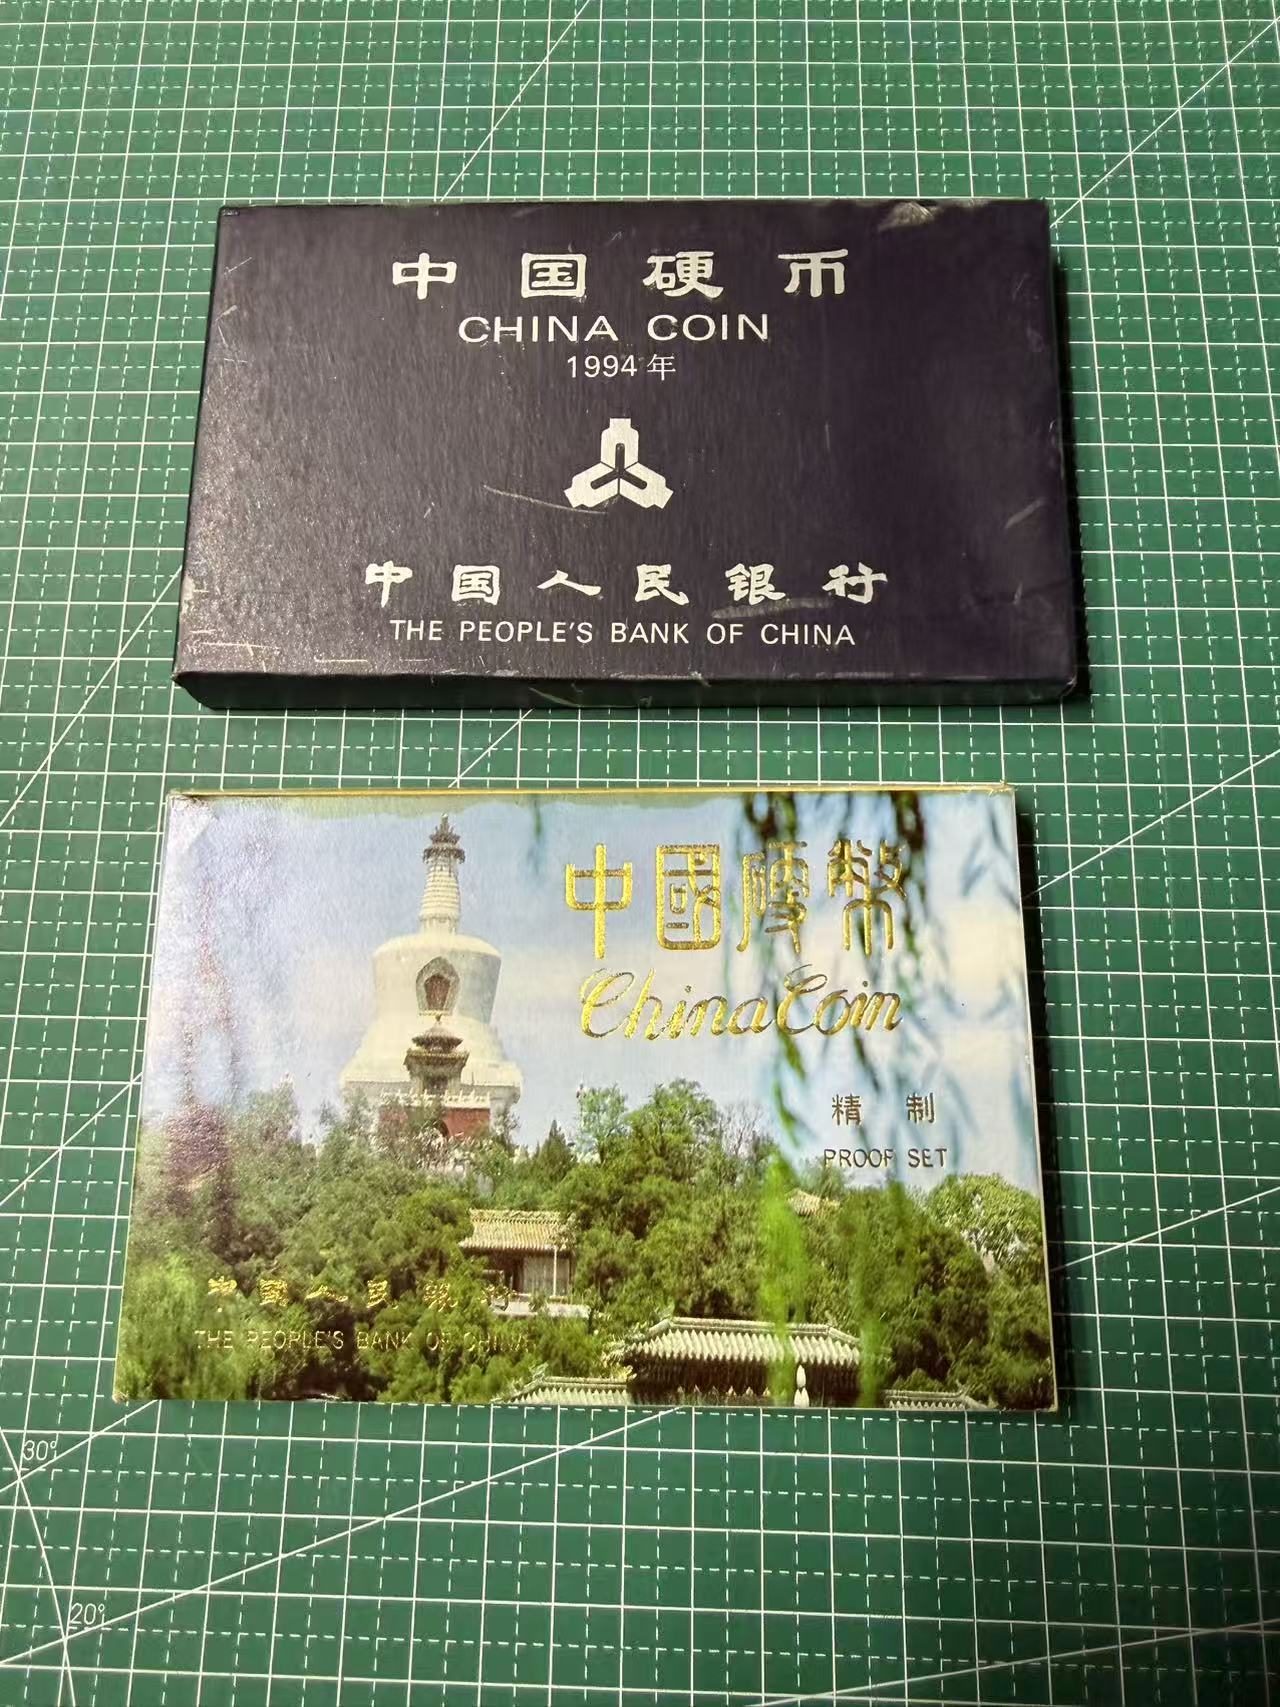 中国硬币
CHINA COIN
1994年
中国人民银行
THE PEOPLE'S BANK OF CHINA
中國硬幣
China Coin
精制
PROOF SET
中國人民銀行
THE PEOPLE'S BANK OF CHINA
30°
20°